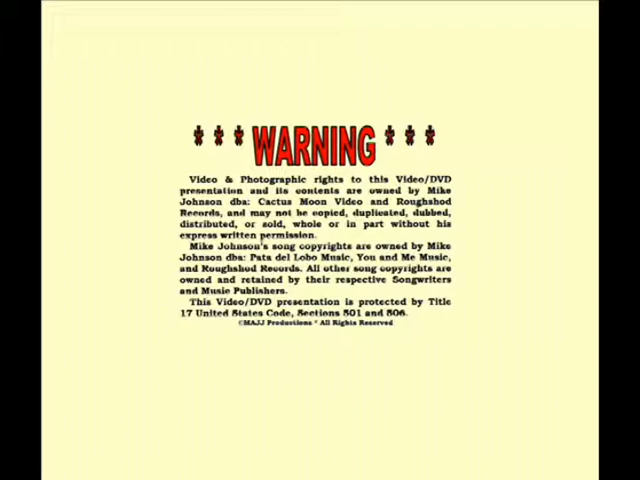 * * * WARNING * * *
Video & Photographic rights to this Video/DVD
presentation and its contents are owned by Mike
Johnson dba: Cactus Moon Video and Roughshod
Records, and may not be copied, duplicated, dubbed,
distributed, or sold, whole or in part without his
express written permission.
Mike Johnson's song copyrights are owned by Mike
Johnson dba: Pata del Lobo Music, You and Me Music,
and Roughshod Records. All other song copyrights are
owned and retained by their respective Songwriters
and Music Publishers.
This Video/DVD presentation is protected by Title
17 United States Code, Sections 501 and 506.
©MAJJ Productions * All Rights Reserved